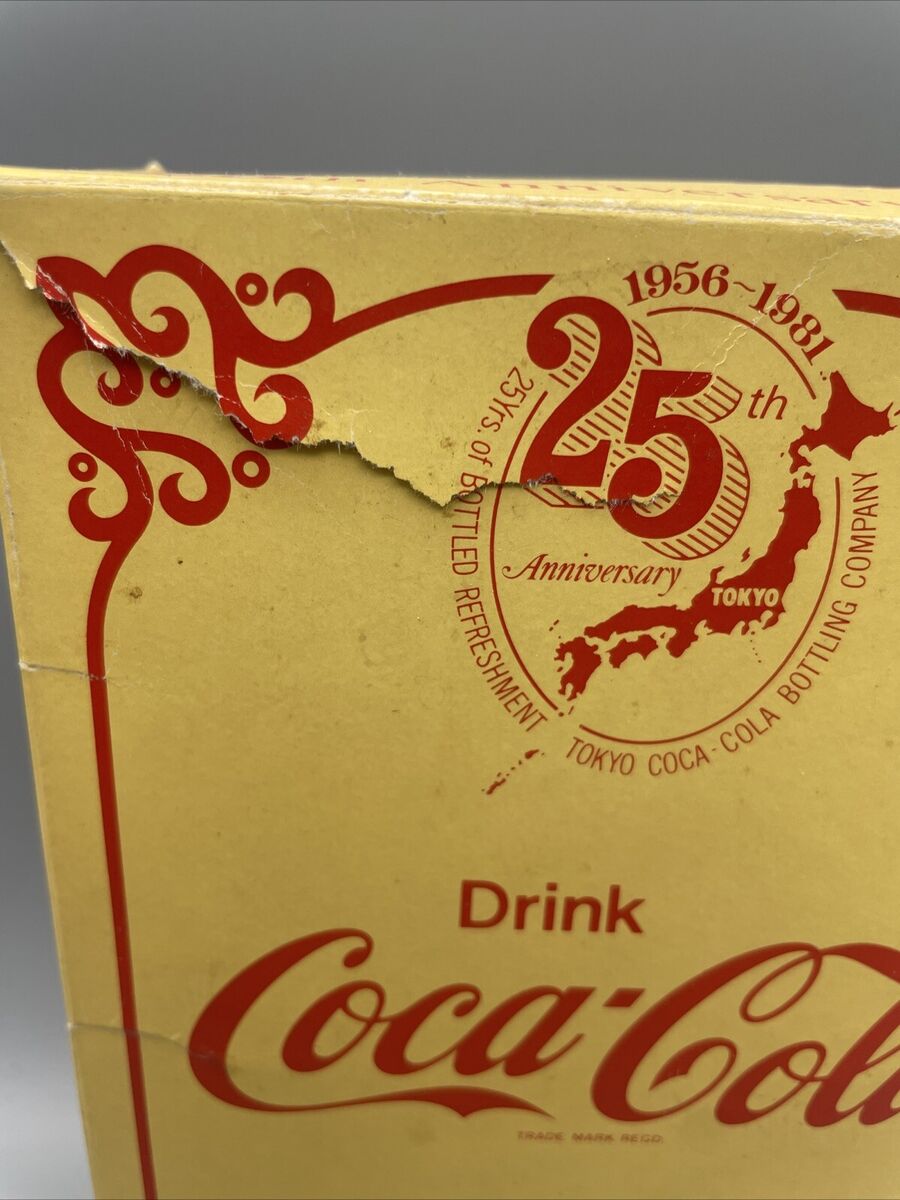 Anniversary
1956~1981
25th
Anniversary
TOKYO
25Yrs. of BOTTLED REFRESHMENT
TOKYO COCA-COLA BOTTLING COMPANY
Drink
Coca-Col
TRADE MARK REGD.